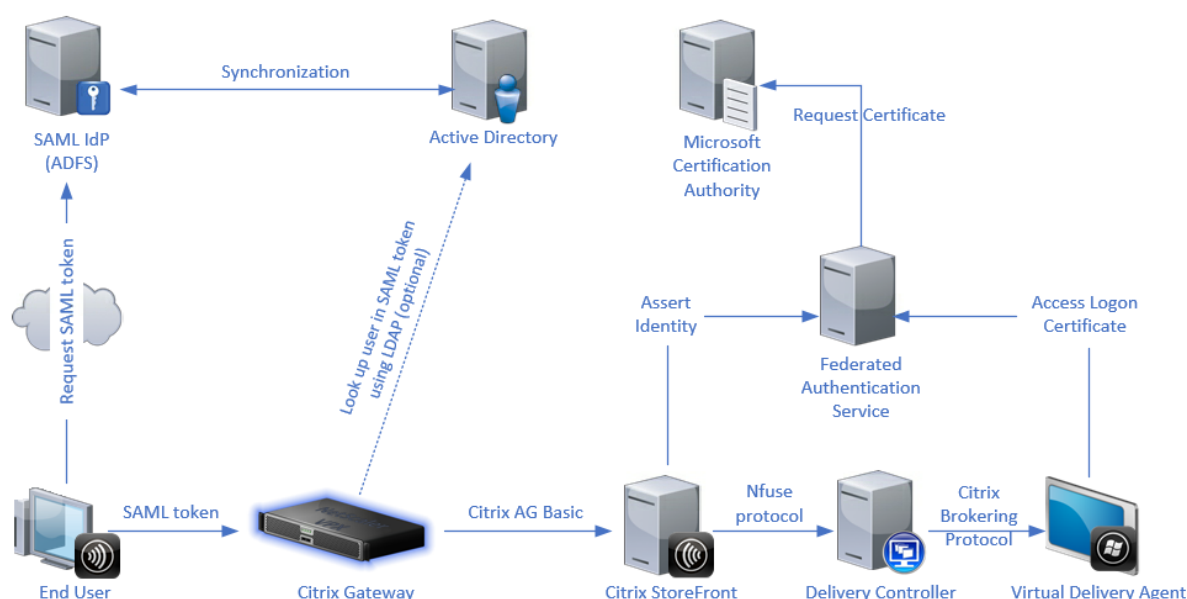 Synchronization
SAML IdP
(ADFS)
Active Directory
Request Certificate
Microsoft
Certification
Authority
Request SAML token
Look up user in SAML token
using LDAP (optional)
Assert
Identity
Access Logon
Certificate
Federated
Authentication
Service
SAML token
Citrix AG Basic
Nfuse
protocol
Citrix
Brokering
Protocol
End User
Citrix Gateway
Citrix StoreFront
Delivery Controller
Virtual Delivery Agent